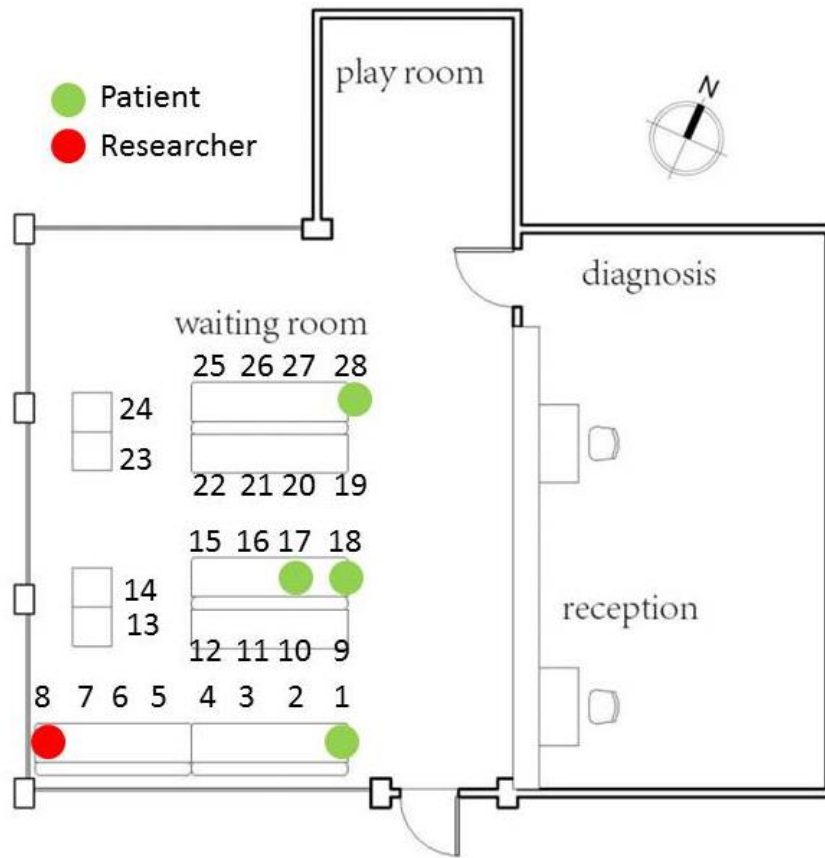 play room
N
Patient
Researcher
diagnosis
waiting room
25 26 27 28
24
23
22 21 20 19
15 16 17 18
14
13
reception
12 11 10 9
8 7 6 5 4 3 2 1